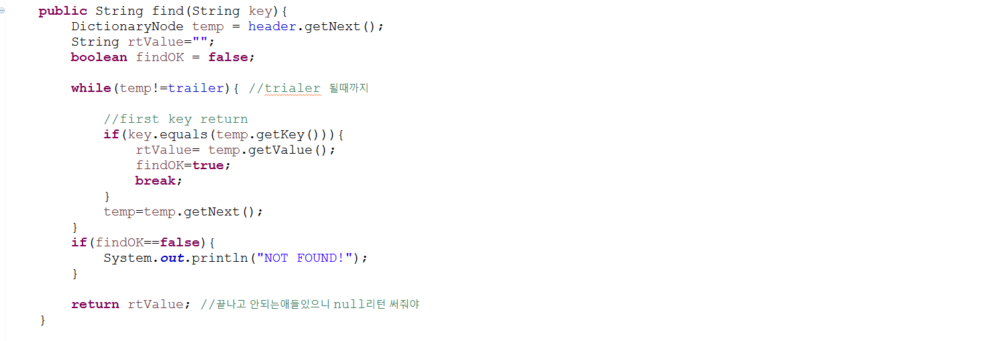 public String find(String key){
DictionaryNode temp = header.getNext();
String rtValue="";
boolean findOK = false;
while(temp!=trailer){ //trialer 될때까지
//first key return
if(key.equals(temp.getKey())){
rtValue= temp.getValue();
findOK=true;
break;
}
temp=temp.getNext();
}
if(findOK==false){
System.out.println("NOT FOUND!");
}
return rtValue; //끝나고 안되는애들있으니 null리턴 써줘야
}